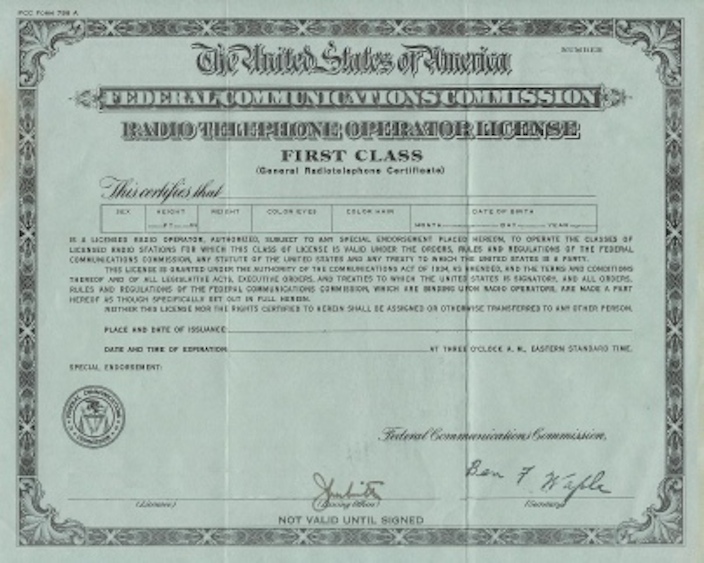 FCC FORM 759 A
NUMBER
The United States of America
FEDERAL COMMUNICATIONS COMMISSION
RADIO TELEPHONE OPERATOR LICENSE
FIRST CLASS
(General Radiotelephone Certificate)
This certifies that
SEX HEIGHT WEIGHT COLOR EYES COLOR HAIR DATE OF BIRTH
FT. IN MONTH DAY YEAR
IS A LICENSED RADIO OPERATOR, AUTHORIZED, SUBJECT TO ANY SPECIAL ENDORSEMENT PLACED HEREON, TO OPERATE THE CLASSES OF
LICENSED RADIO STATIONS FOR WHICH THIS CLASS OF LICENSE IS VALID UNDER THE ORDERS, RULES AND REGULATIONS OF THE FEDERAL
COMMUNICATIONS COMMISSION, ANY STATUTE OF THE UNITED STATES AND ANY TREATY TO WHICH THE UNITED STATES IS A PARTY.
THIS LICENSE IS GRANTED UNDER THE AUTHORITY OF THE COMMUNICATIONS ACT OF 1934, AS AMENDED, AND THE TERMS AND CONDITIONS
THEREOF AND OF ALL LEGISLATIVE ACTS, EXECUTIVE ORDERS, AND TREATIES TO WHICH THE UNITED STATES IS SIGNATORY, AND ALL ORDERS,
RULES AND REGULATIONS OF THE FEDERAL COMMUNICATIONS COMMISSION, WHICH ARE BINDING UPON RADIO OPERATORS, ARE MADE A PART
HEREOF AS THOUGH SPECIFICALLY SET OUT IN FULL HEREIN.
NEITHER THIS LICENSE NOR THE RIGHTS CERTIFIED TO HEREIN SHALL BE ASSIGNED OR OTHERWISE TRANSFERRED TO ANY OTHER PERSON.
PLACE AND DATE OF ISSUANCE:
DATE AND TIME OF EXPIRATION AT THREE O'CLOCK A. M., EASTERN STANDARD TIME.
SPECIAL ENDORSEMENT:
FEDERAL COMMUNICATIONS
COMMISSION
Federal Communications Commission,
Ben F Waple
(Licensee) (Issuing Officer) (Secretary)
NOT VALID UNTIL SIGNED